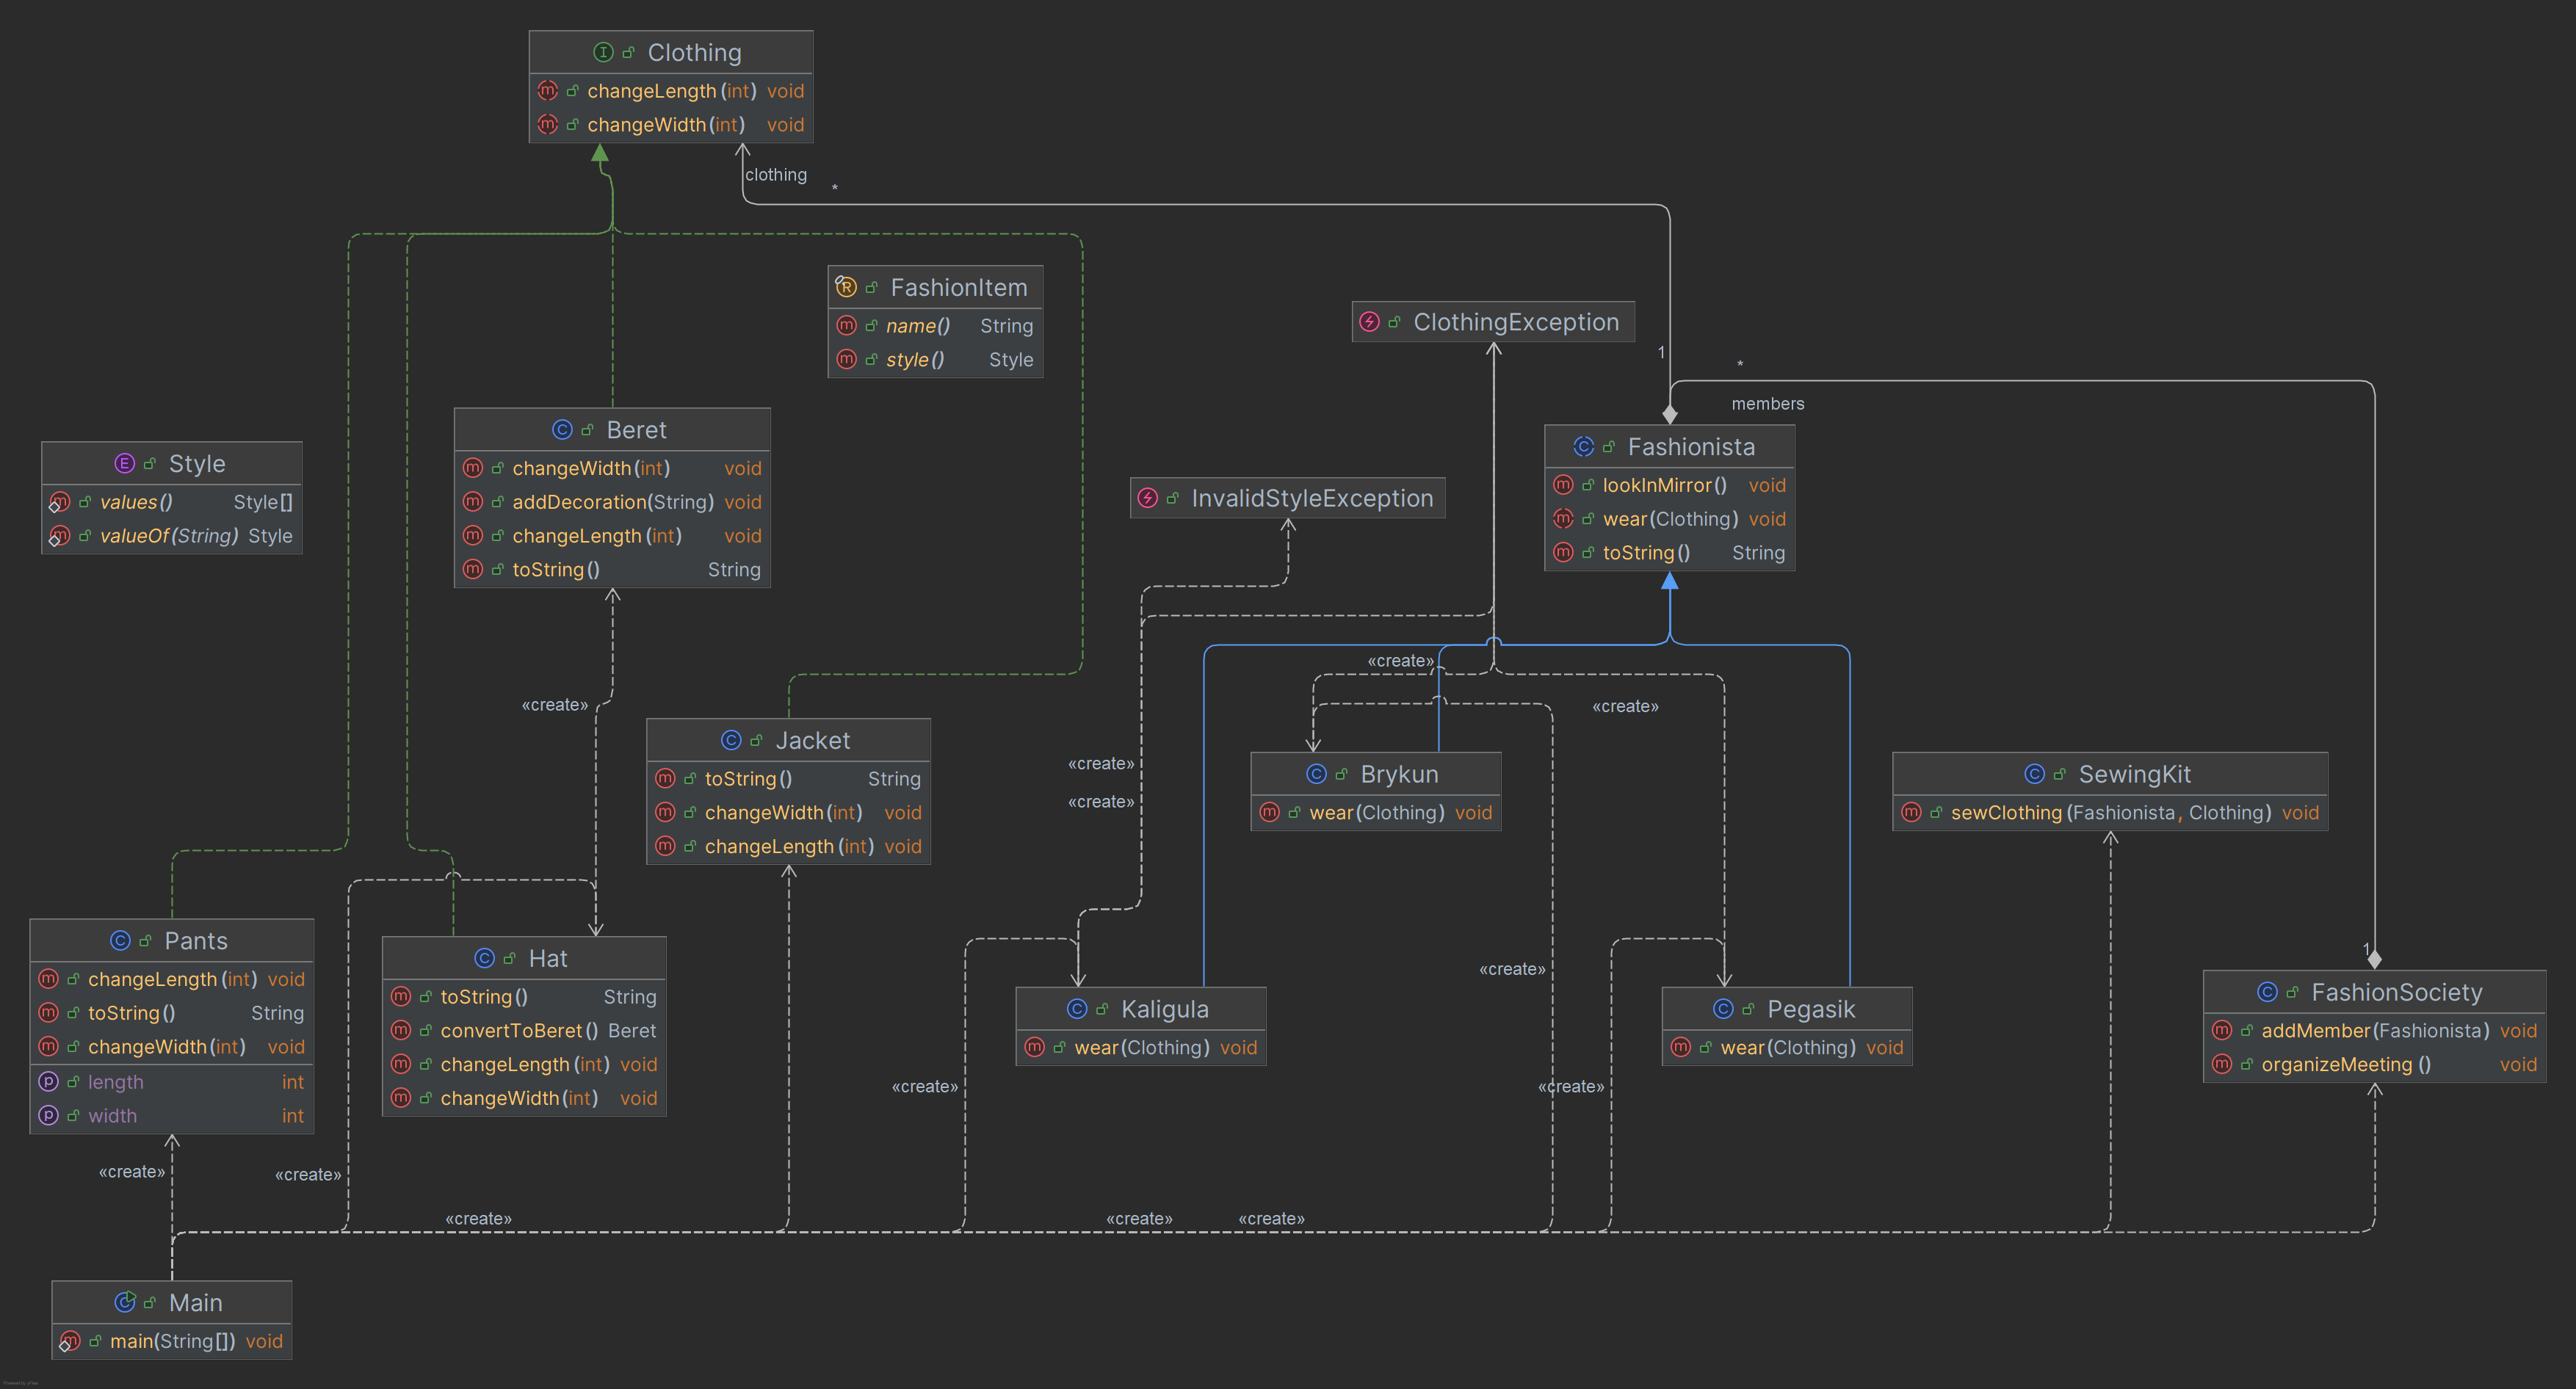 Clothing
changeLength(int) void
changeWidth(int) void
clothing
*
FashionItem
name() String
style() Style
ClothingException
1
*
members
Beret
changeWidth(int) void
addDecoration(String) void
changeLength(int) void
toString() String
Fashionista
lookInMirror() void
wear(Clothing) void
toString() String
Style
values() Style[]
valueOf(String) Style
InvalidStyleException
«create»
«create»
«create»
Jacket
toString() String
changeWidth(int) void
changeLength(int) void
«create»
«create»
Brykun
wear(Clothing) void
SewingKit
sewClothing(Fashionista, Clothing) void
Pants
changeLength(int) void
toString() String
changeWidth(int) void
length int
width int
Hat
toString() String
convertToBeret() Beret
changeLength(int) void
changeWidth(int) void
«create»
1
Kaligula
wear(Clothing) void
Pegasik
wear(Clothing) void
FashionSociety
addMember(Fashionista) void
organizeMeeting() void
«create»
«create»
«create»
«create»
«create»
«create»
«create»
Main
main(String[]) void
Powered by yFiles